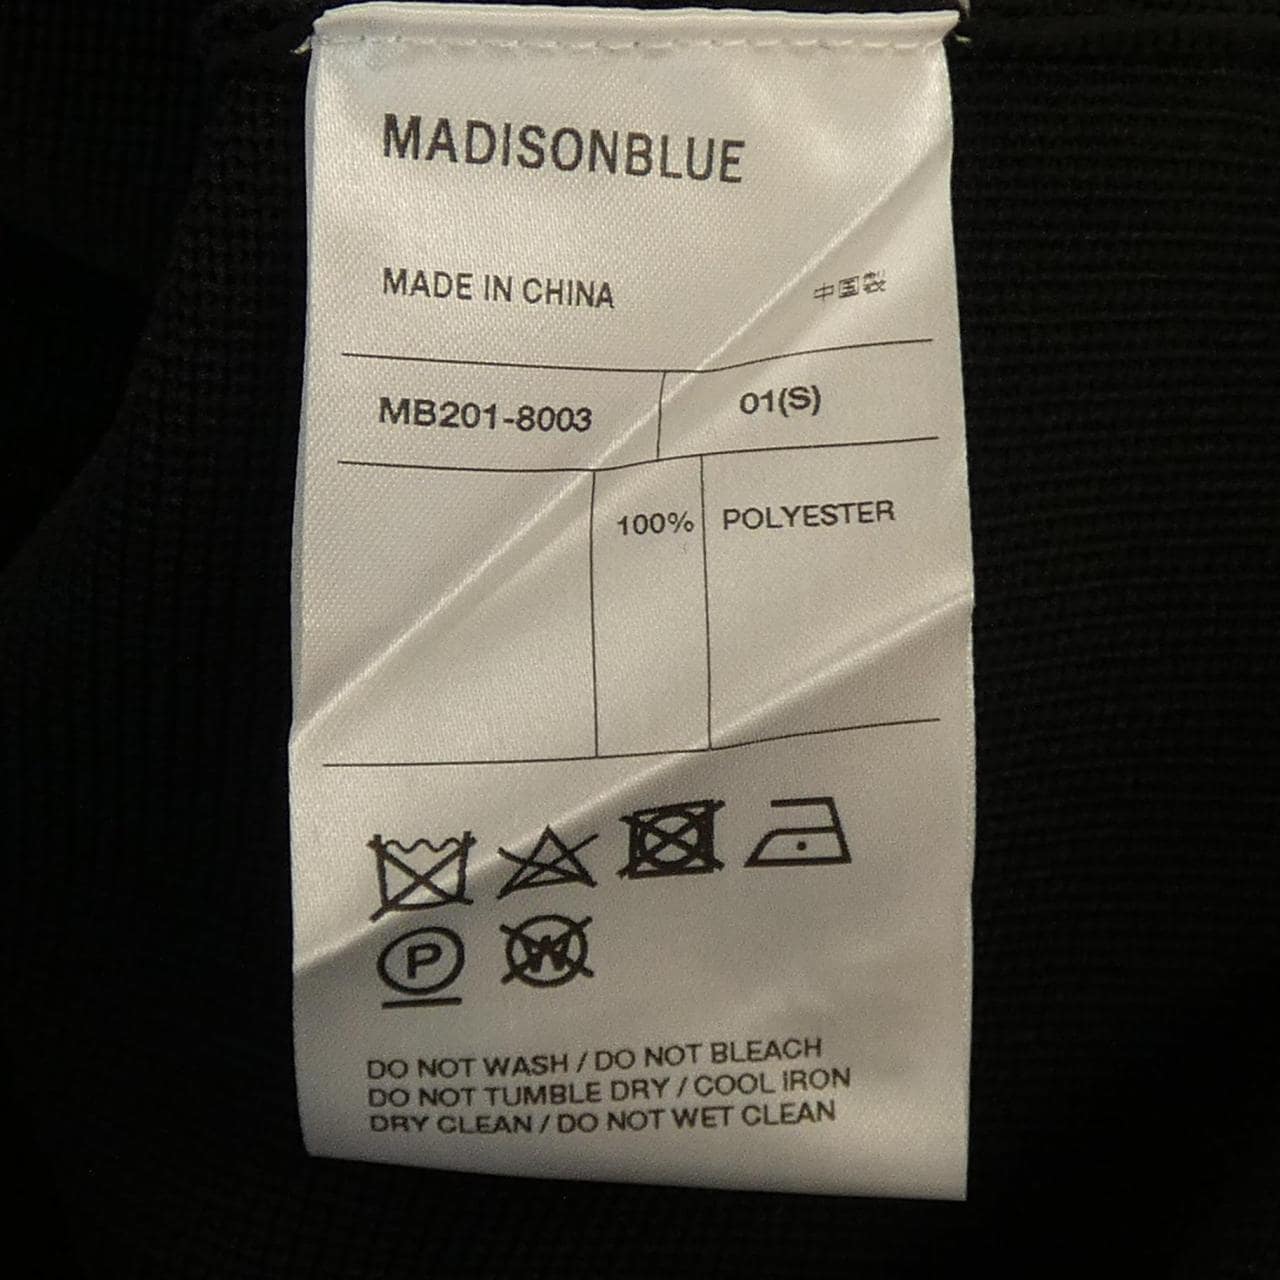 MADISONBLUE
MADE IN CHINA 中国製
MB201-8003 01(S)
100% POLYESTER
P W
DO NOT WASH / DO NOT BLEACH
DO NOT TUMBLE DRY / COOL IRON
DRY CLEAN / DO NOT WET CLEAN